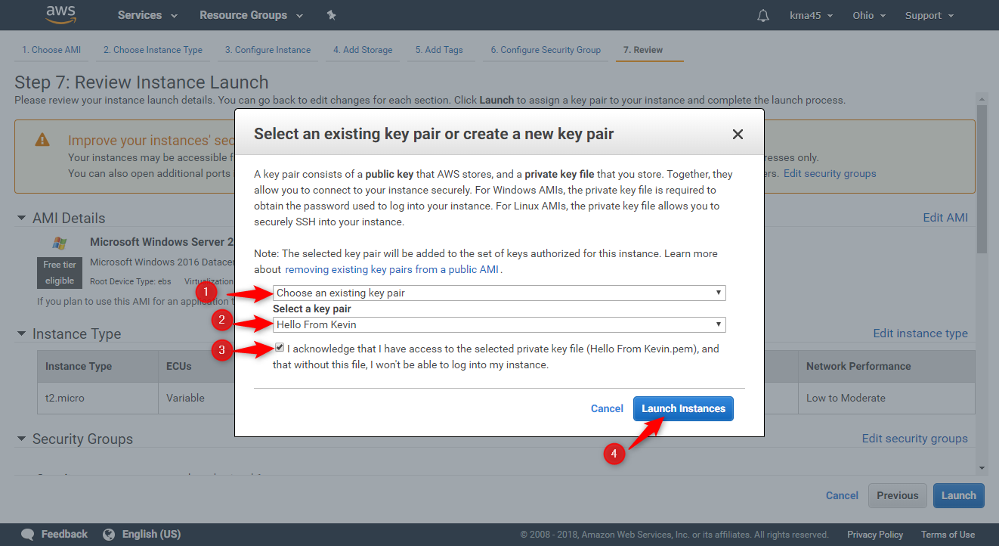 aws Services Resource Groups kma45 Ohio Support
1. Choose AMI 2. Choose Instance Type 3. Configure Instance 4. Add Storage 5. Add Tags 6. Configure Security Group 7. Review
Step 7: Review Instance Launch
Please review your instance launch details. You can go back to edit changes for each section. Click Launch to assign a key pair to your instance and complete the launch process.
Improve your instances' sec
Your instances may be accessible f resses only.
You can also open additional ports ers. Edit security groups
AMI Details Edit AMI
Microsoft Windows Server 2
Free tier eligible
Microsoft Windows 2016 Datacen
Root Device Type: ebs Virtualization
If you plan to use this AMI for an application t
Instance Type Edit instance type
Instance Type ECUs Network Performance
t2.micro Variable Low to Moderate
Security Groups Edit security groups
Select an existing key pair or create a new key pair
A key pair consists of a public key that AWS stores, and a private key file that you store. Together, they
allow you to connect to your instance securely. For Windows AMIs, the private key file is required to
obtain the password used to log into your instance. For Linux AMIs, the private key file allows you to
securely SSH into your instance.
Note: The selected key pair will be added to the set of keys authorized for this instance. Learn more
about removing existing key pairs from a public AMI.
1 Choose an existing key pair
Select a key pair
2 Hello From Kevin
3 I acknowledge that I have access to the selected private key file (Hello From Kevin.pem), and
that without this file, I won't be able to log into my instance.
Cancel Launch Instances
4
Cancel Previous Launch
Feedback English (US) © 2008 - 2018, Amazon Web Services, Inc. or its affiliates. All rights reserved. Privacy Policy Terms of Use